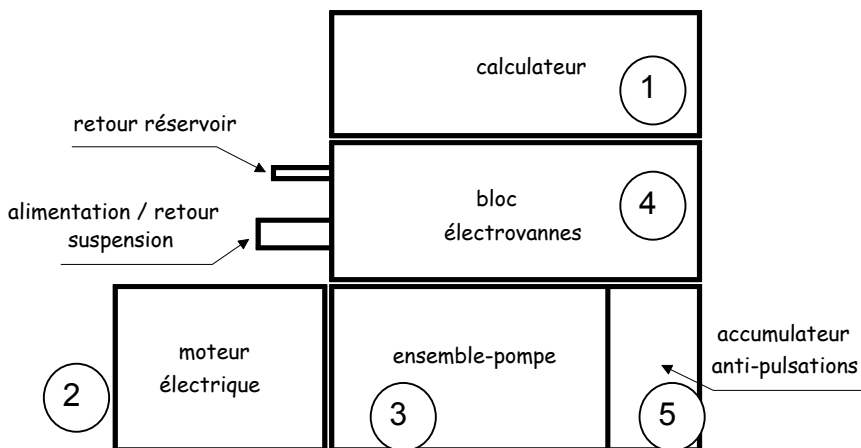 calculateur
1
retour réservoir
alimentation / retour
suspension
bloc
électrovannes
4
moteur
électrique
2
ensemble-pompe
3
5
accumulateur
anti-pulsations